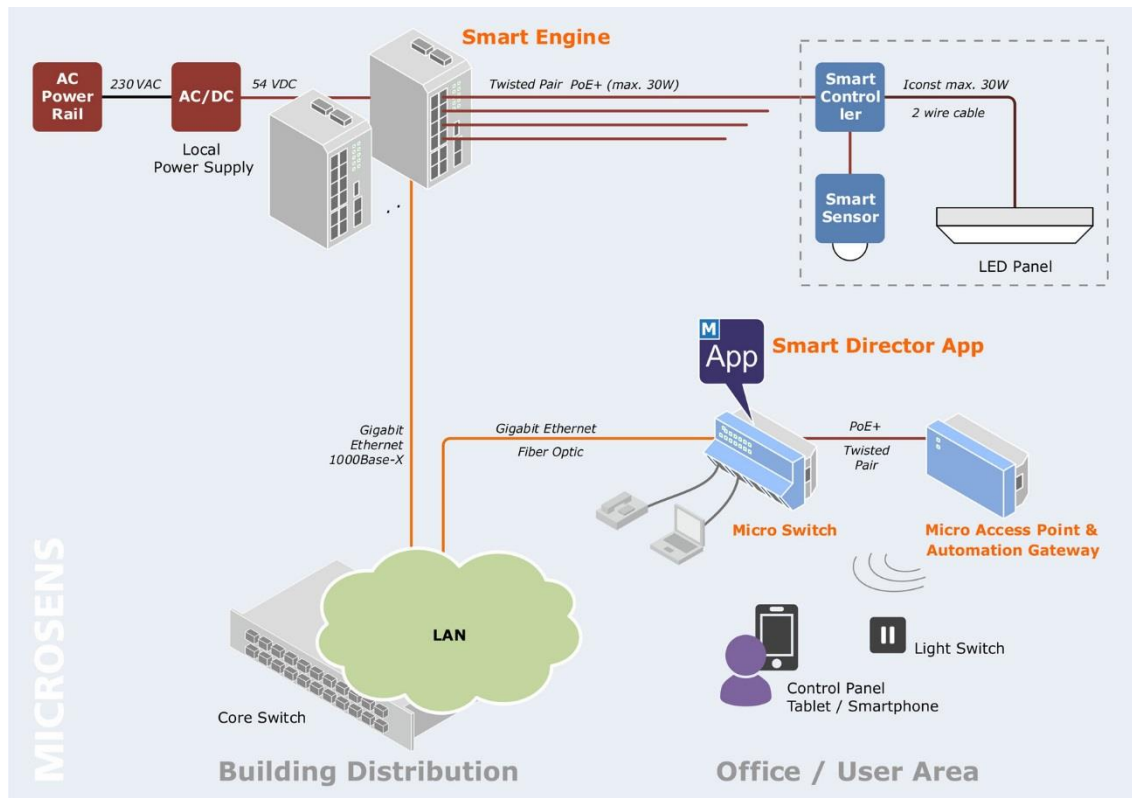 Smart Engine
AC
Power
Rail
230 VAC
AC/DC
54 VDC
Local
Power Supply
Twisted Pair PoE+ (max. 30W)
Smart
Control
ler
Iconst max. 30W
2 wire cable
Smart
Sensor
LED Panel
. .
M
App
Smart Director App
Gigabit
Ethernet
1000Base-X
Gigabit Ethernet
Fiber Optic
PoE+
Twisted
Pair
Micro Switch
Micro Access Point &
Automation Gateway
LAN
Core Switch
Light Switch
Control Panel
Tablet / Smartphone
MICROSENS
Building Distribution
Office / User Area